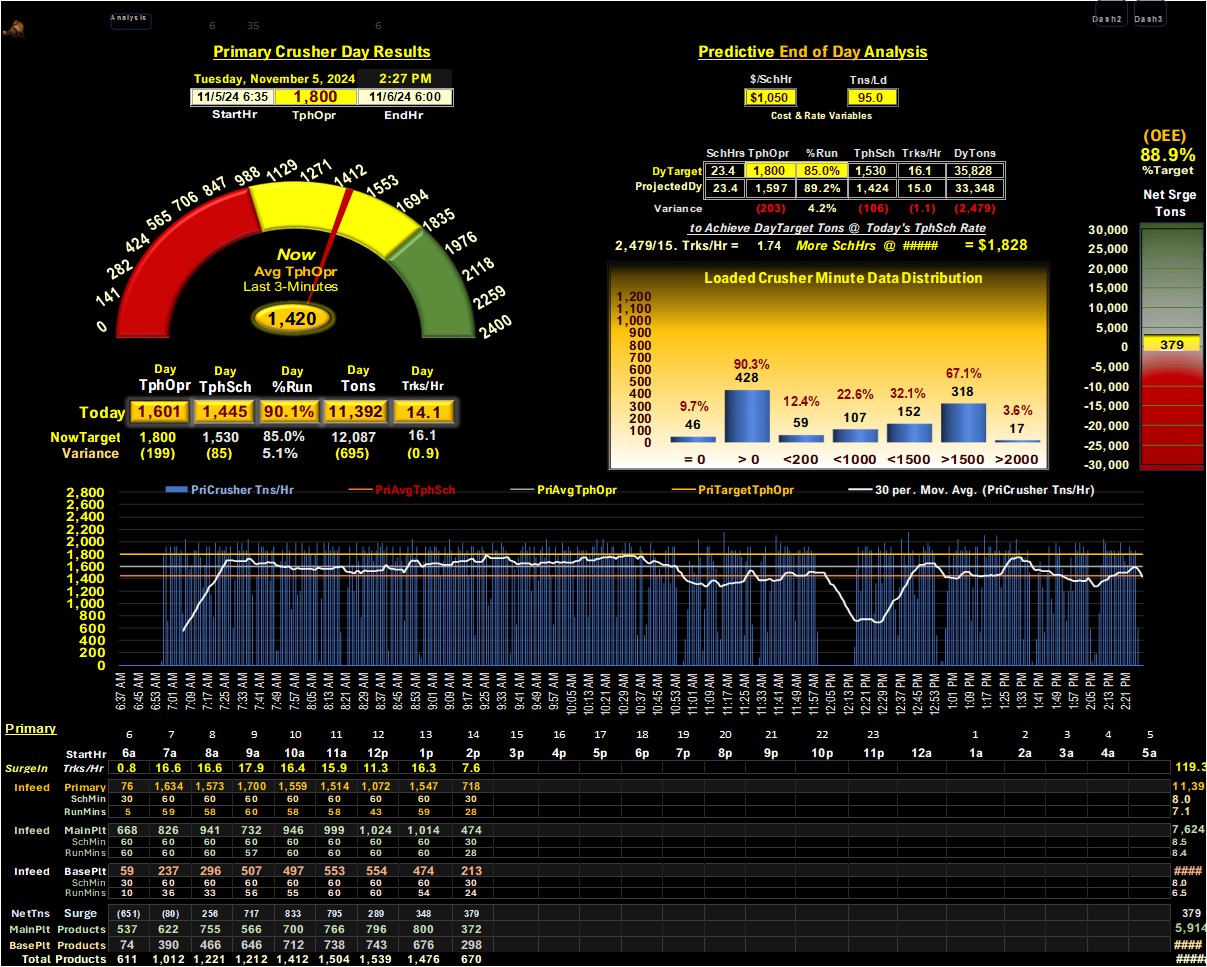 Analysis 6 35 6 Dash2 Dash3
Primary Crusher Day Results
Tuesday, November 5, 2024 2:27 PM
11/5/24 6:35 1,800 11/6/24 6:00
StartHr TphOpr EndHr
0 141 282 424 565 706 847 988 1129 1271 1412 1553 1694 1835 1976 2118 2259 2400
Now
Avg TphOpr
Last 3-Minutes
1,420
Day Day Day Day Day
TphOpr TphSch %Run Tons Trks/Hr
Today 1,601 1,445 90.1% 11,392 14.1
NowTarget 1,800 1,530 85.0% 12,087 16.1
Variance (199) (85) 5.1% (695) (0.9)
Predictive End of Day Analysis
$/SchHr Tns/Ld
$1,050 95.0
Cost & Rate Variables
SchHrs TphOpr %Run TphSch Trks/Hr DyTons
DyTarget 23.4 1,800 85.0% 1,530 16.1 35,828
ProjectedDy 23.4 1,597 89.2% 1,424 15.0 33,348
Variance (203) 4.2% (106) (1.1) (2,479)
to Achieve DayTarget Tons @ Today's TphSch Rate
2,479/15. Trks/Hr = 1.74 More SchHrs @ ##### = $1,828
Loaded Crusher Minute Data Distribution
1,200
1,100
1,000
900
800
700
600
500
400
300
200
100
0
9.7% 90.3% 12.4% 22.6% 32.1% 67.1% 3.6%
46 428 59 107 152 318 17
= 0 > 0 <200 <1000 <1500 >1500 >2000
(OEE)
88.9%
%Target
Net Srge
Tons
30,000
25,000
20,000
15,000
10,000
5,000
0
-5,000
-10,000
-15,000
-20,000
-25,000
-30,000
379
PriCrusher Tns/Hr PriAvgTphSch PriAvgTphOpr PriTargetTphOpr 30 per. Mov. Avg. (PriCrusher Tns/Hr)
2,800
2,600
2,400
2,200
2,000
1,800
1,600
1,400
1,200
1,000
800
600
400
200
0
6:37 AM 6:45 AM 6:53 AM 7:01 AM 7:09 AM 7:17 AM 7:25 AM 7:33 AM 7:41 AM 7:49 AM 7:57 AM 8:05 AM 8:13 AM 8:21 AM 8:29 AM 8:37 AM 8:45 AM 8:53 AM 9:01 AM 9:09 AM 9:17 AM 9:25 AM 9:33 AM 9:41 AM 9:49 AM 9:57 AM 10:05 AM 10:13 AM 10:21 AM 10:29 AM 10:37 AM 10:45 AM 10:53 AM 11:01 AM 11:09 AM 11:17 AM 11:25 AM 11:33 AM 11:41 AM 11:49 AM 11:57 AM 12:05 PM 12:13 PM 12:21 PM 12:29 PM 12:37 PM 12:45 PM 12:53 PM 1:01 PM 1:09 PM 1:17 PM 1:25 PM 1:33 PM 1:41 PM 1:49 PM 1:57 PM 2:05 PM 2:13 PM 2:21 PM
Primary
6 7 8 9 10 11 12 13 14 15 16 17 18 19 20 21 22 23 1 2 3 4 5
StartHr 6a 7a 8a 9a 10a 11a 12p 1p 2p 3p 4p 5p 6p 7p 8p 9p 10p 11p 12a 1a 2a 3a 4a 5a
SurgeIn Trks/Hr 0.8 16.6 16.6 17.9 16.4 15.9 11.3 16.3 7.6 119.3
Infeed Primary 76 1,634 1,573 1,700 1,559 1,514 1,072 1,547 718 11,39
SchMin 30 60 60 60 60 60 60 60 30 8.0
RunMins 5 59 58 60 58 58 43 59 28 7.1
Infeed MainPlt 668 826 941 732 946 999 1,024 1,014 474 7,624
SchMin 60 60 60 60 60 60 60 60 30 8.5
RunMins 60 60 60 57 60 60 60 60 28 8.4
Infeed BasePlt 59 237 296 507 497 553 554 474 213 ####
SchMin 30 60 60 60 60 60 60 60 30 8.0
RunMins 10 36 33 56 55 60 60 54 24 6.5
NetTns Surge (651) (80) 256 717 833 795 289 348 379 379
MainPlt Products 537 622 755 566 700 766 796 800 372 5,914
BasePlt Products 74 390 466 646 712 738 743 676 298 ####
Total Products 611 1,012 1,221 1,212 1,412 1,504 1,539 1,476 670 #####